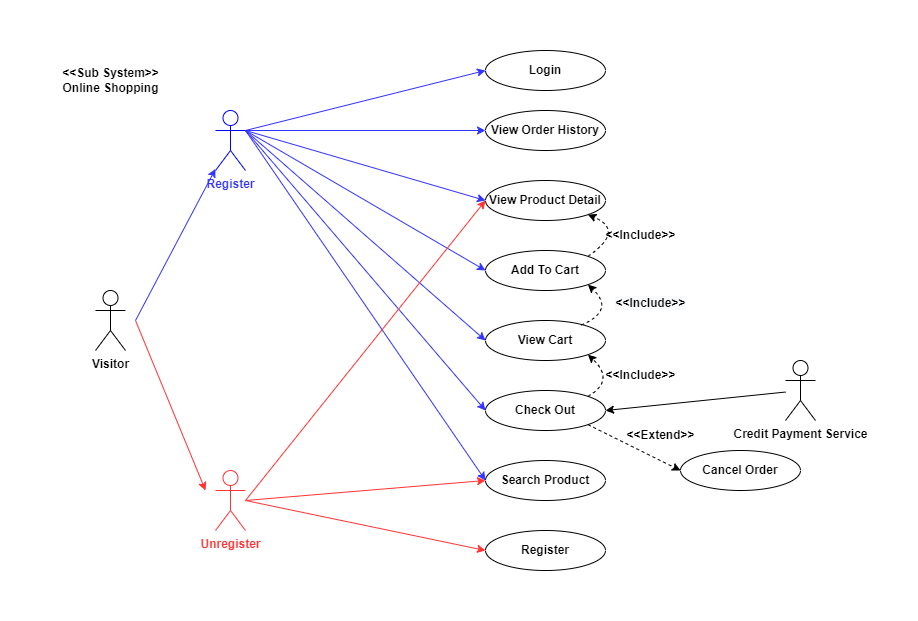 <<Sub System>>
Online Shopping
Login
View Order History
Register
View Product Detail
<<Include>>
Add To Cart
<<Include>>
View Cart
Visitor
<<Include>>
Check Out
Credit Payment Service
<<Extend>>
Cancel Order
Search Product
Unregister
Register